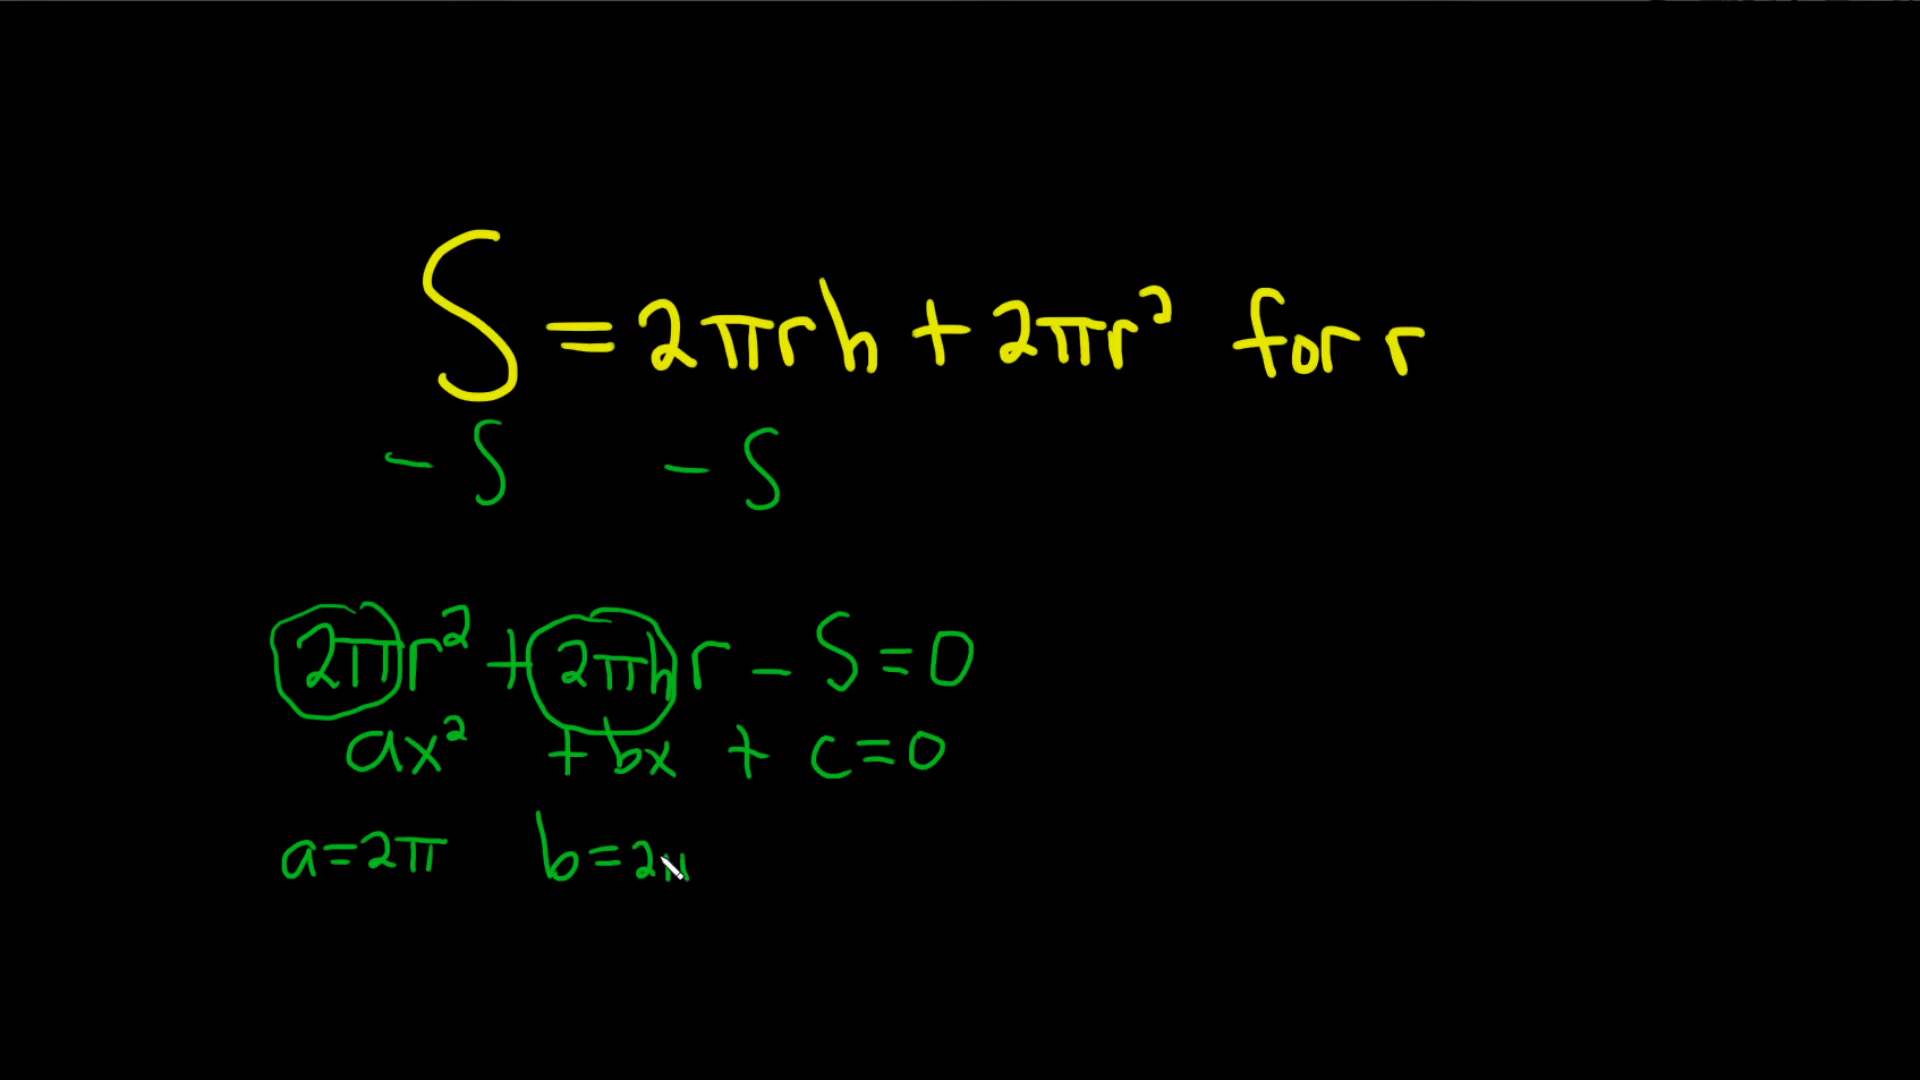 S = 2πrh + 2πr² for r
- S - S
2πr² + 2πhr - S = 0
ax² + bx + c = 0
a = 2π b = 2π